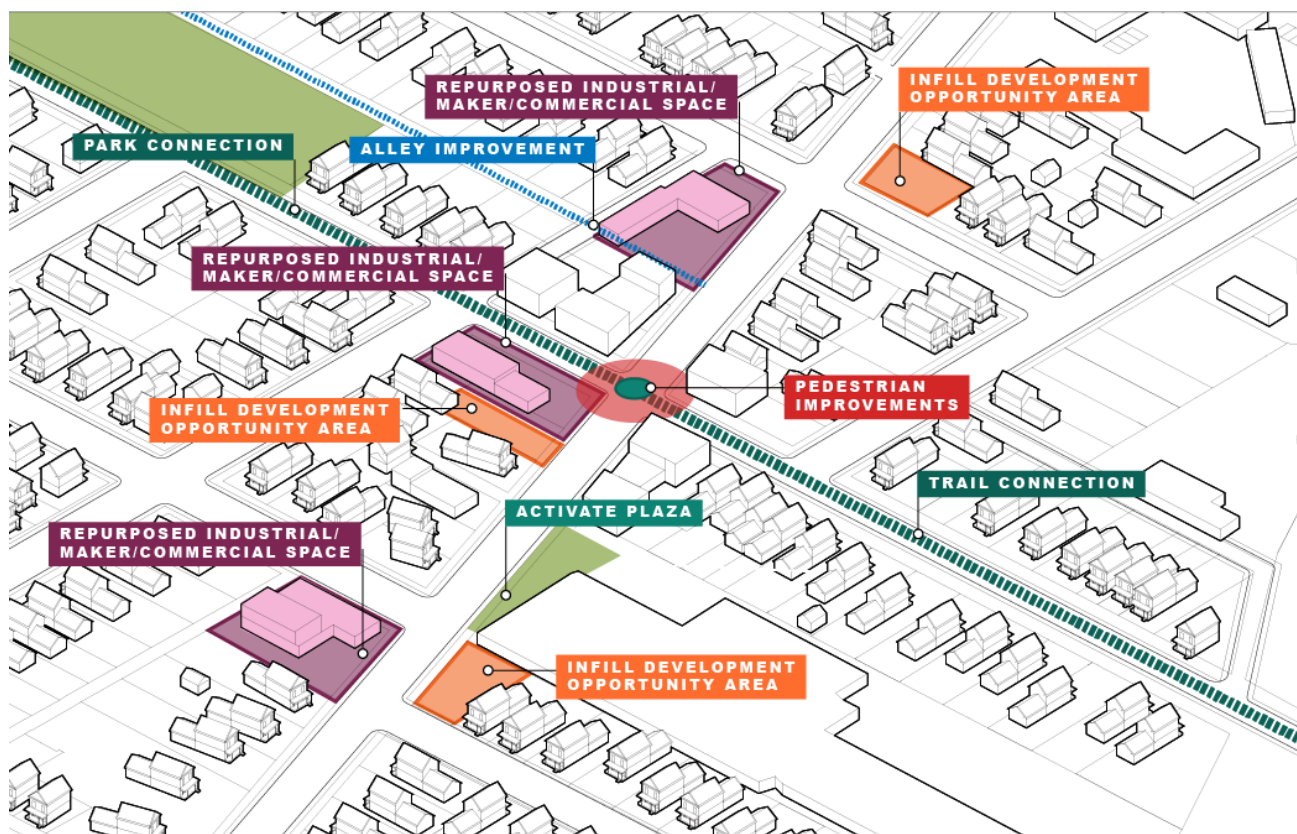 REPURPOSED INDUSTRIAL/
MAKER/COMMERCIAL SPACE
INFILL DEVELOPMENT
OPPORTUNITY AREA
PARK CONNECTION
ALLEY IMPROVEMENT
REPURPOSED INDUSTRIAL/
MAKER/COMMERCIAL SPACE
PEDESTRIAN
IMPROVEMENTS
INFILL DEVELOPMENT
OPPORTUNITY AREA
TRAIL CONNECTION
ACTIVATE PLAZA
REPURPOSED INDUSTRIAL/
MAKER/COMMERCIAL SPACE
INFILL DEVELOPMENT
OPPORTUNITY AREA